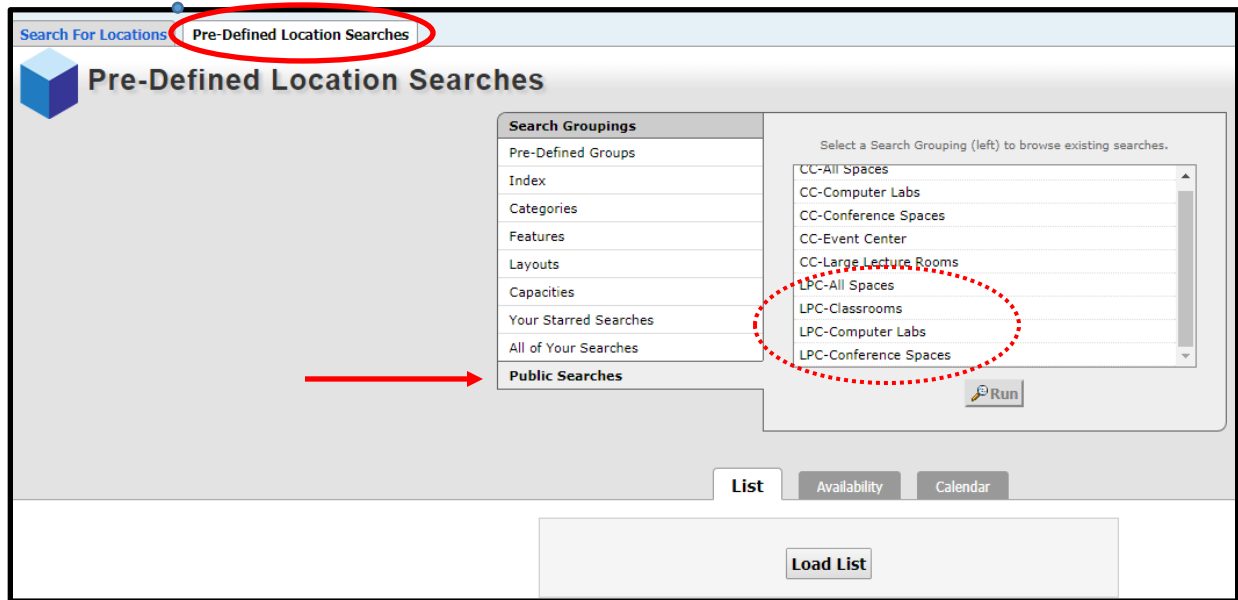 Search For Locations
Pre-Defined Location Searches
Pre-Defined Location Searches
Search Groupings
Pre-Defined Groups
Index
Categories
Features
Layouts
Capacities
Your Starred Searches
All of Your Searches
Public Searches
Select a Search Grouping (left) to browse existing searches.
CC-All Spaces
CC-Computer Labs
CC-Conference Spaces
CC-Event Center
CC-Large Lecture Rooms
LPC-All Spaces
LPC-Classrooms
LPC-Computer Labs
LPC-Conference Spaces
Run
List
Availability
Calendar
Load List